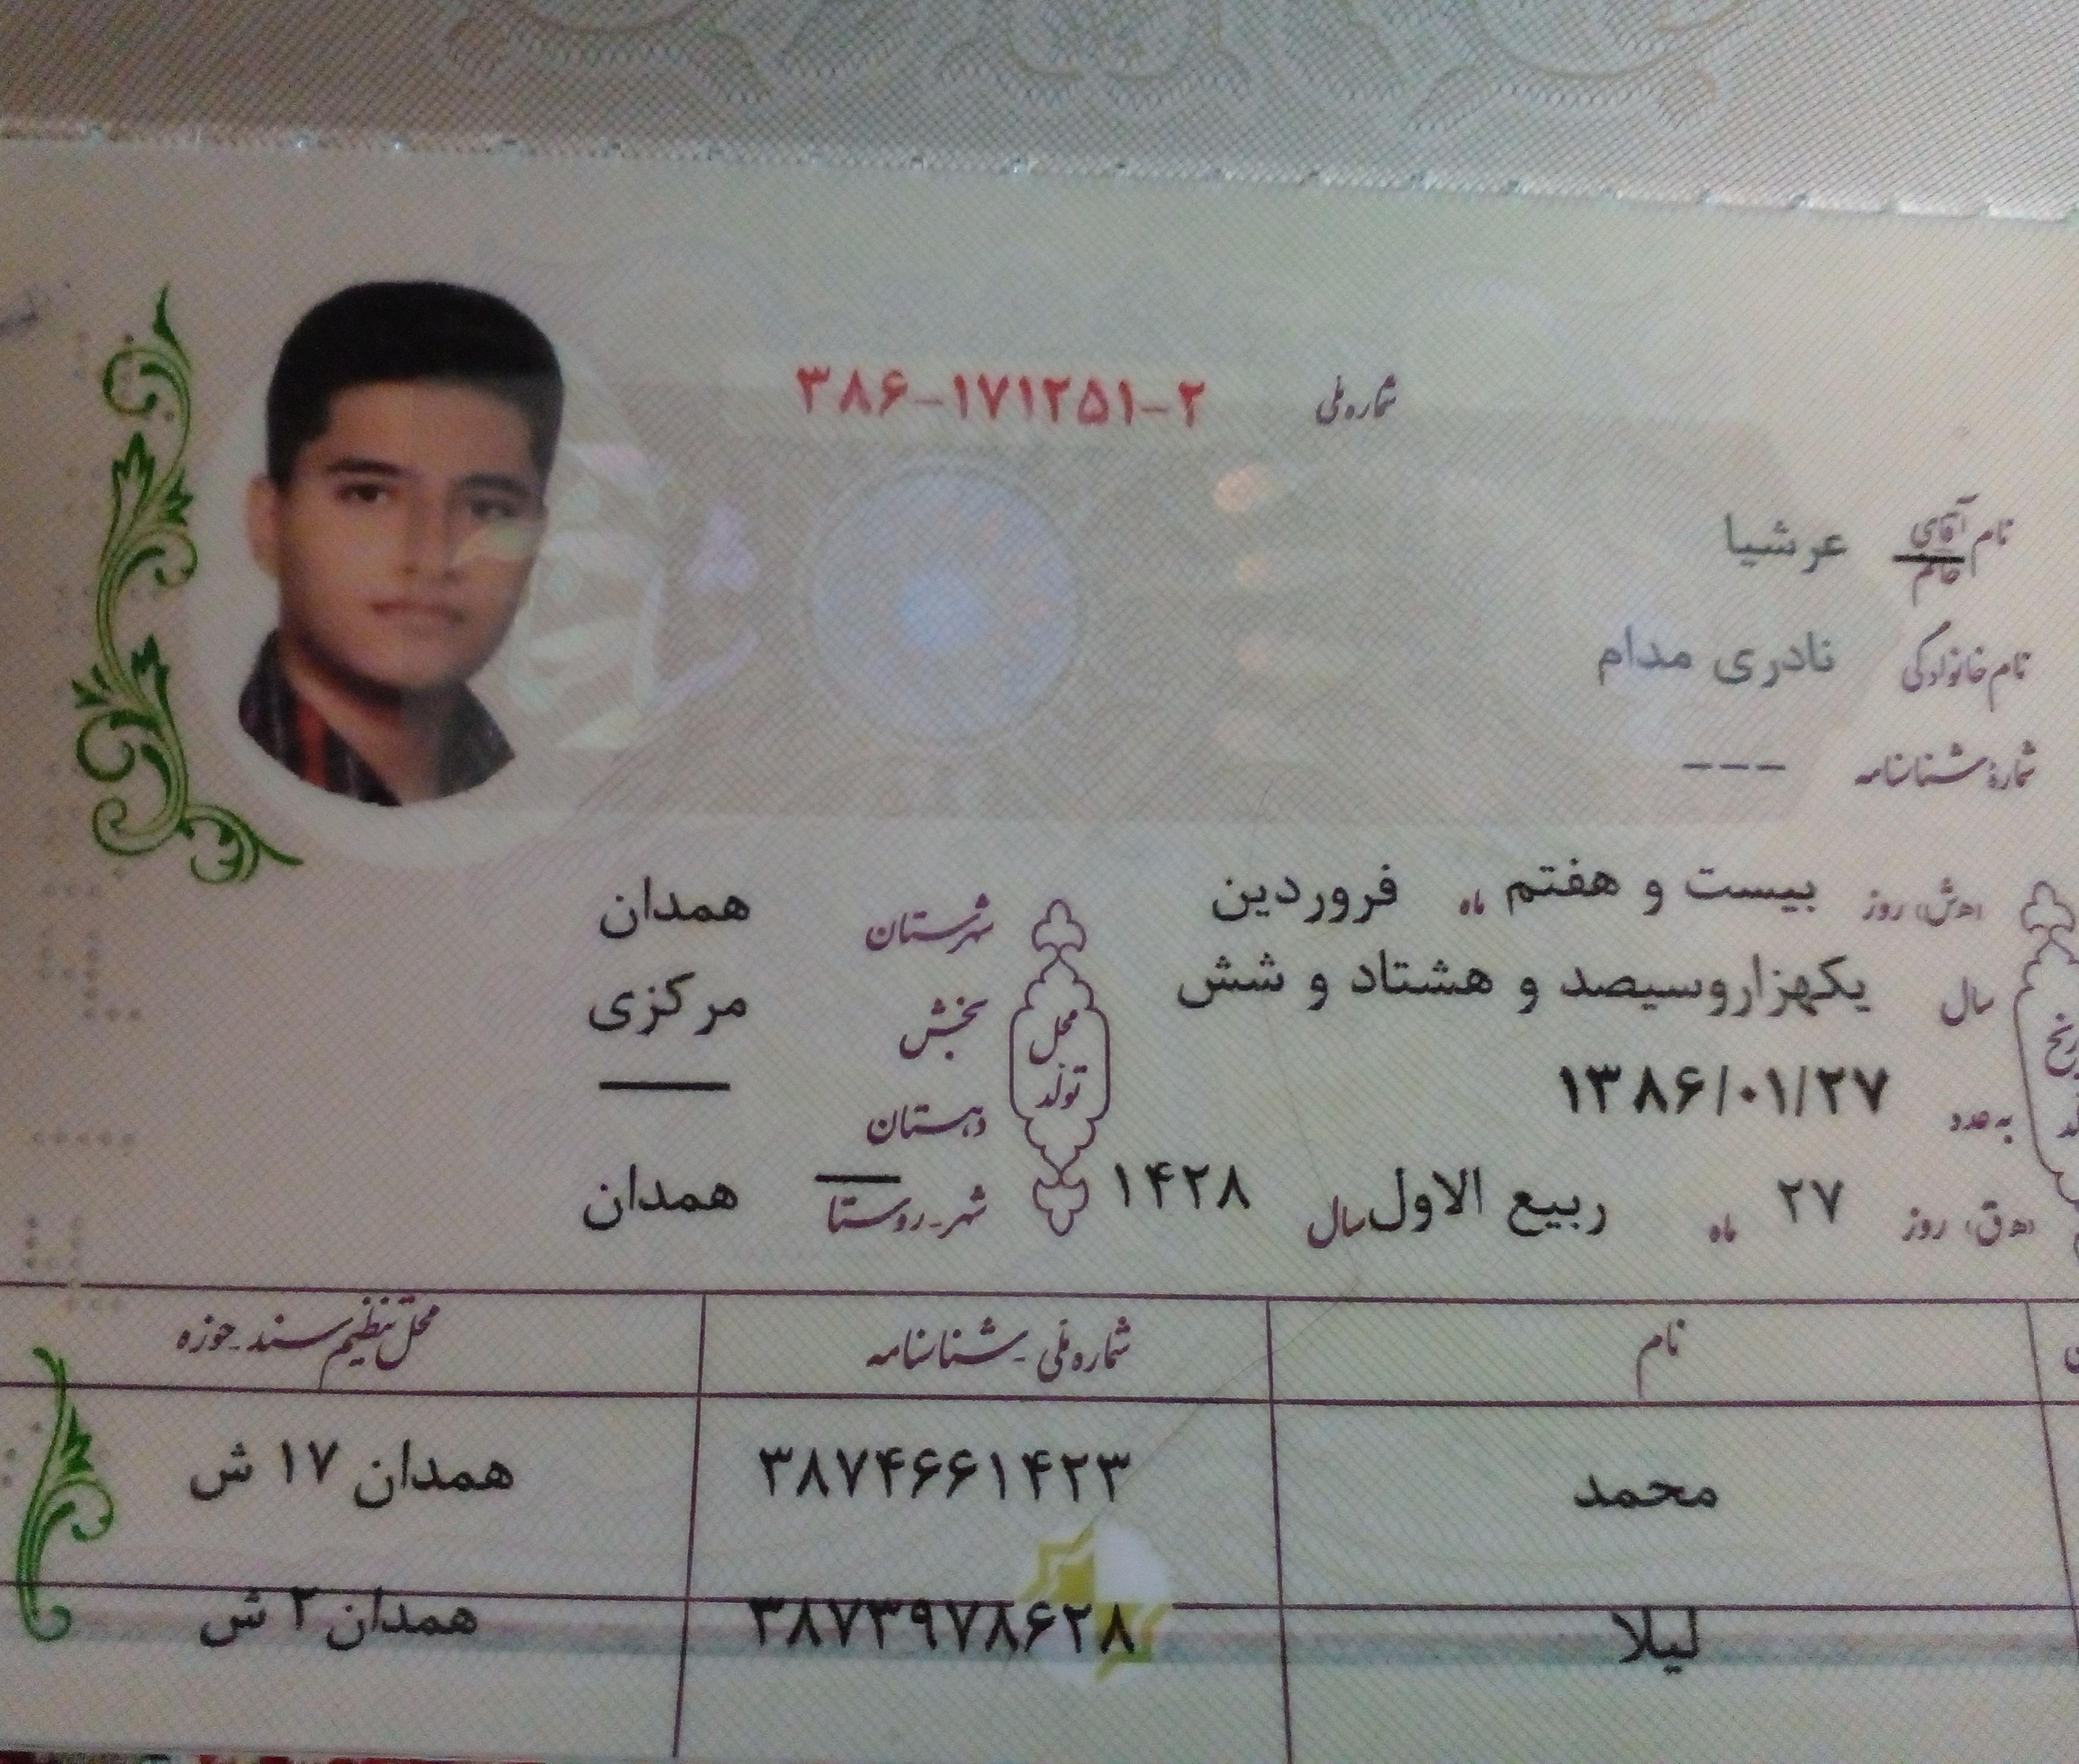 شماره ملی ۳۸۶-۱۷۱۲۵۱-۲
نام آقای خانم عرشیا
نام خانوادگی نادری مدام
شمارهٔ شناسنامه ---
(ه‍.ش) روز بیست و هفتم ماه فروردین
سال یکهزاروسیصد و هشتاد و شش
به عدد ۱۳۸۶/۰۱/۲۷
(ه‍.ق) روز ۲۷ ماه ربیع الاول سال ۱۴۲۸
محل تولد
شهرستان همدان
بخش مرکزی
دهستان —
شهر-روستا همدان
نام شماره ملی - شناسنامه محل تنظیم سند-حوزه
محمد ۳۸۷۴۶۶۱۴۲۳ همدان ۱۷ ش
لیلا ۳۸۷۳۹۷۸۶۲۸ همدان ۲ ش